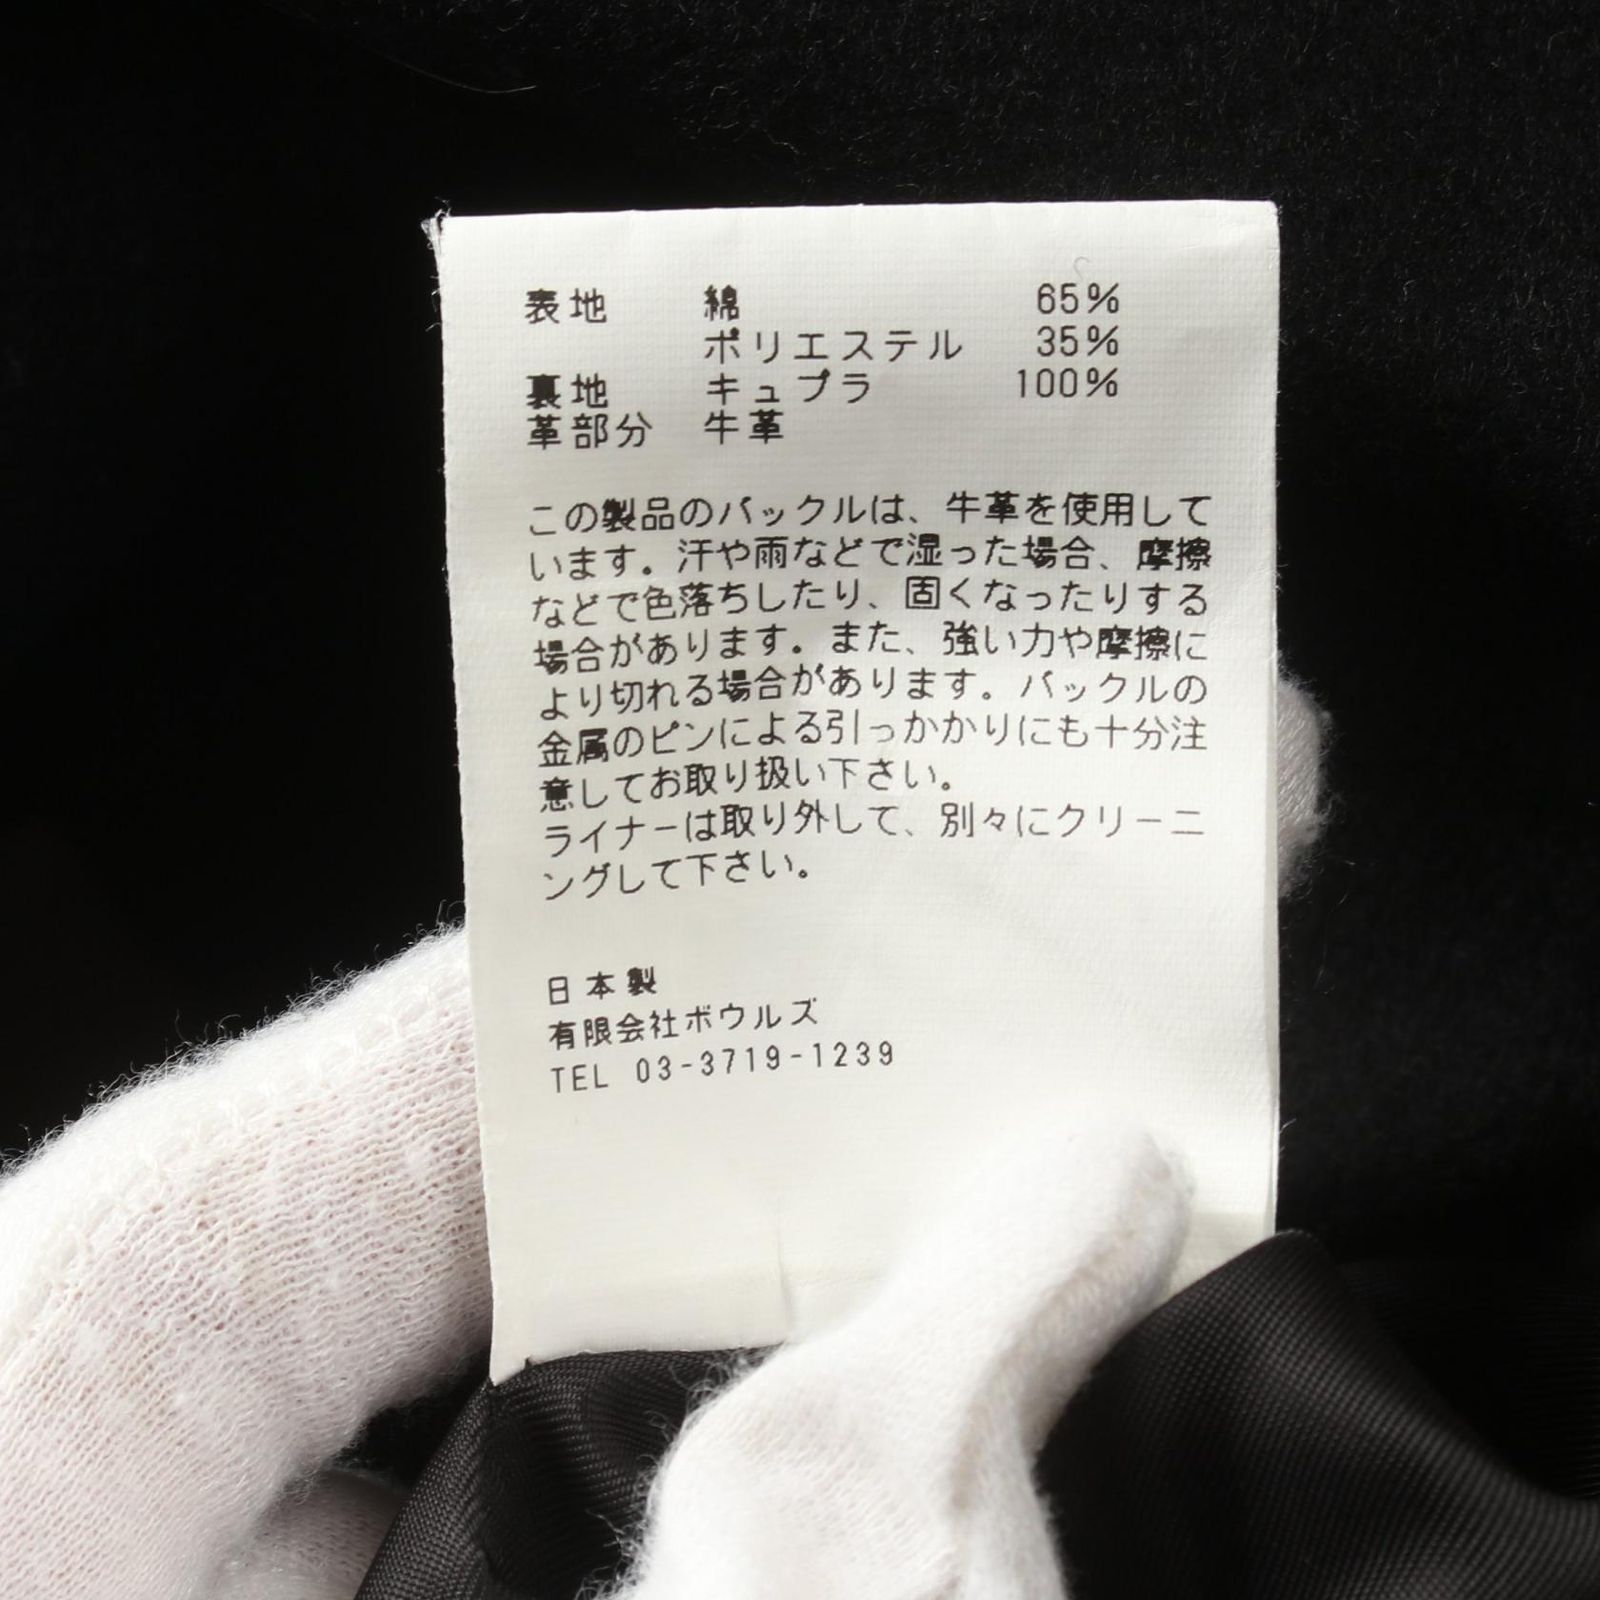 表地 綿 65%
ポリエステル 35%
裏地 キュプラ 100%
革部分 牛革
この製品のバックルは、牛革を使用して
います。汗や雨などで湿った場合、摩擦
などで色落ちしたり、固くなったりする
場合があります。また、強い力や摩擦に
より切れる場合があります。バックルの
金属のピンによる引っかかりにも十分注
意してお取り扱い下さい。
ライナーは取り外して、別々にクリーニ
ングして下さい。
日本製
有限会社ボウルズ
TEL 03-3719-1239